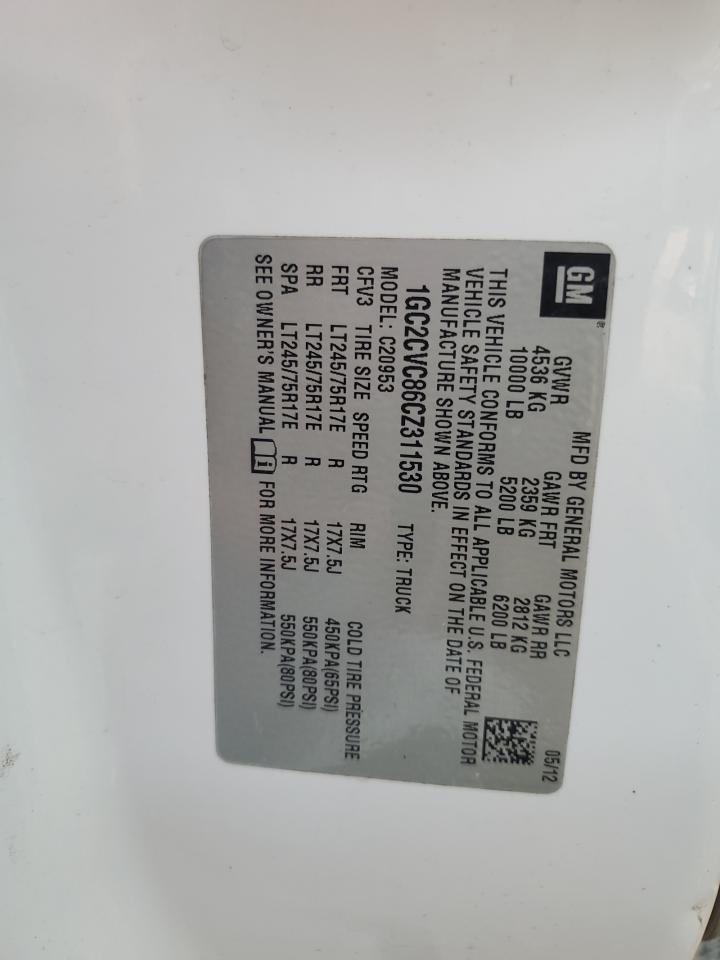 GM®
MFD BY GENERAL MOTORS LLC 05/12
GVWR GAWR FRT GAWR RR
4536 KG 2359 KG 2812 KG
10000 LB 5200 LB 6200 LB
THIS VEHICLE CONFORMS TO ALL APPLICABLE U.S. FEDERAL MOTOR
VEHICLE SAFETY STANDARDS IN EFFECT ON THE DATE OF
MANUFACTURE SHOWN ABOVE.
1GC2CVC86CZ311530 TYPE: TRUCK
MODEL: C20953
CFV3 TIRE SIZE SPEED RTG RIM COLD TIRE PRESSURE
FRT LT245/75R17E R 17X7.5J 450KPA(65PSI)
RR LT245/75R17E R 17X7.5J 550KPA(80PSI)
SPA LT245/75R17E R 17X7.5J 550KPA(80PSI)
SEE OWNER'S MANUAL FOR MORE INFORMATION.